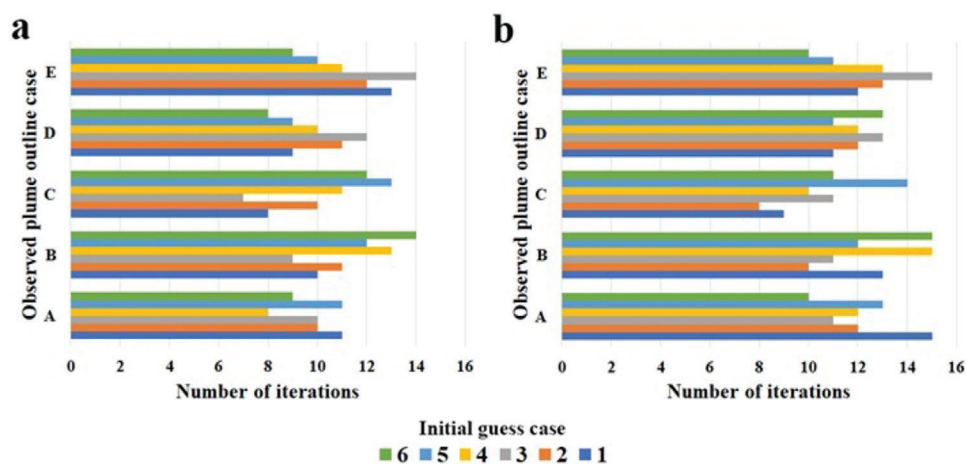 a
Observed plume outline case
E
D
C
B
A
0 2 4 6 8 10 12 14 16
Number of iterations
b
Observed plume outline case
E
D
C
B
A
0 2 4 6 8 10 12 14 16
Number of iterations
Initial guess case
6 5 4 3 2 1